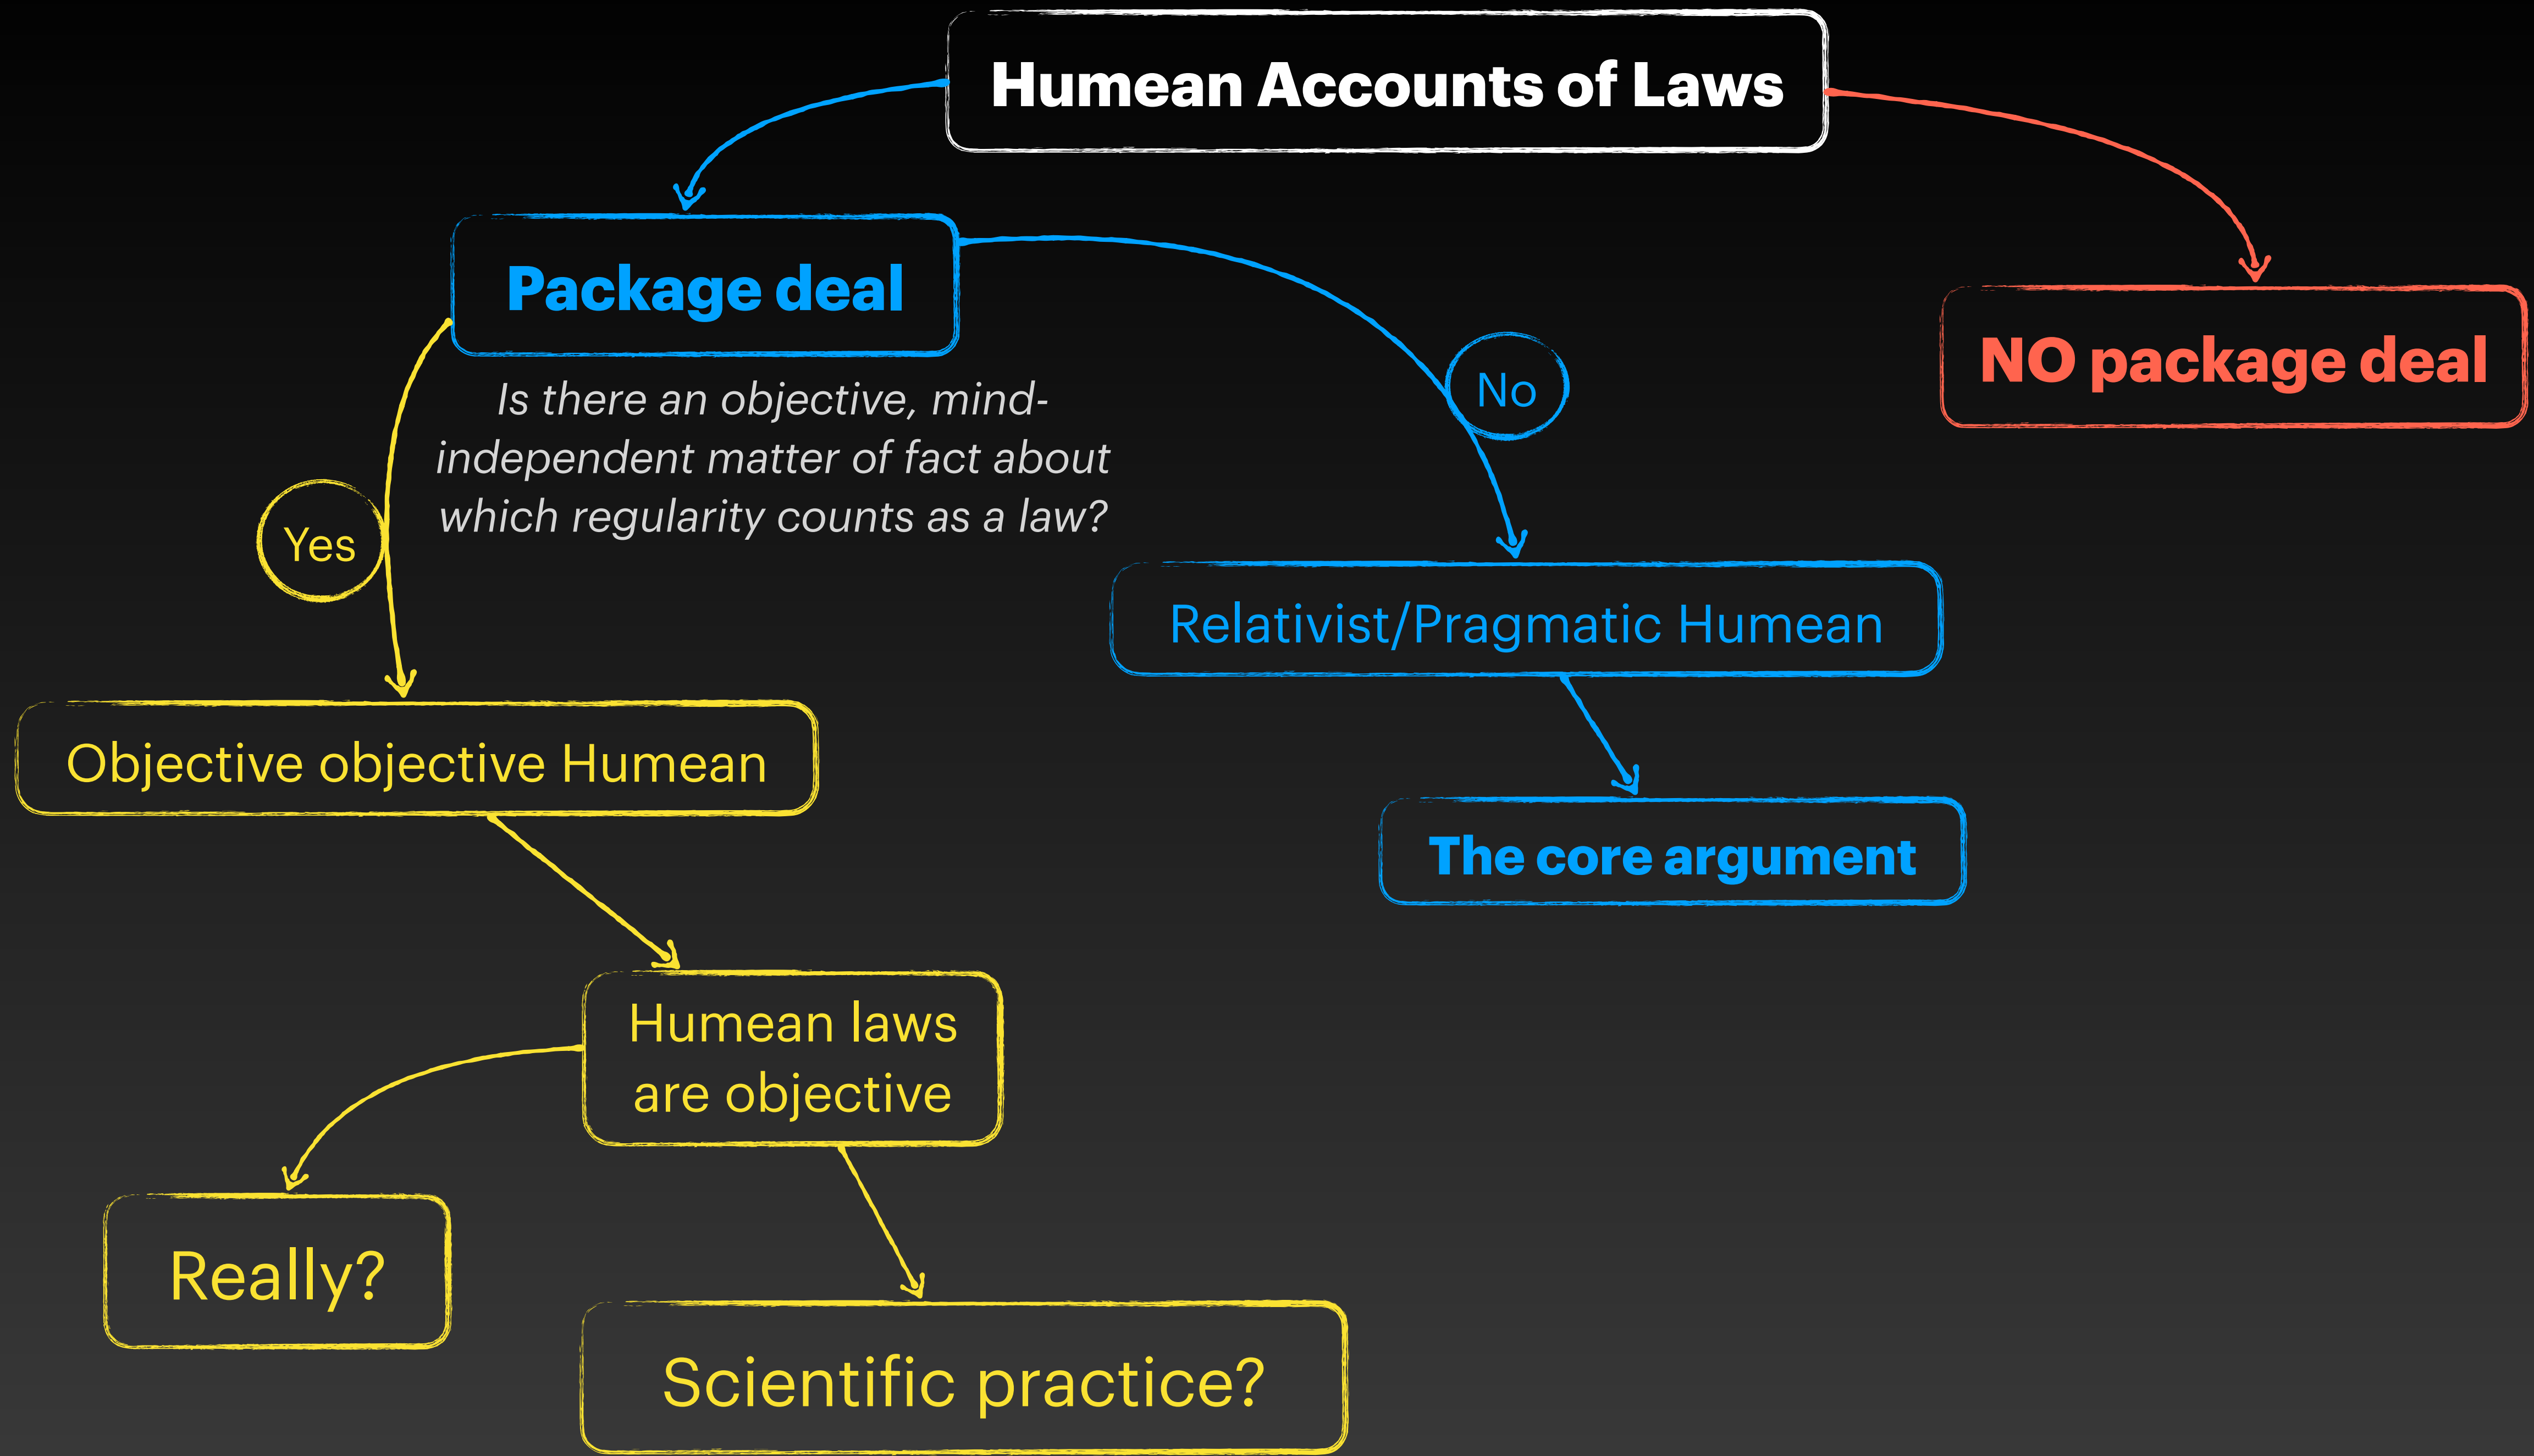 Humean Accounts of Laws
Package deal
NO package deal
Is there an objective, mind-
independent matter of fact about
which regularity counts as a law?
No
Yes
Relativist/Pragmatic Humean
Objective objective Humean
The core argument
Humean laws
are objective
Really?
Scientific practice?